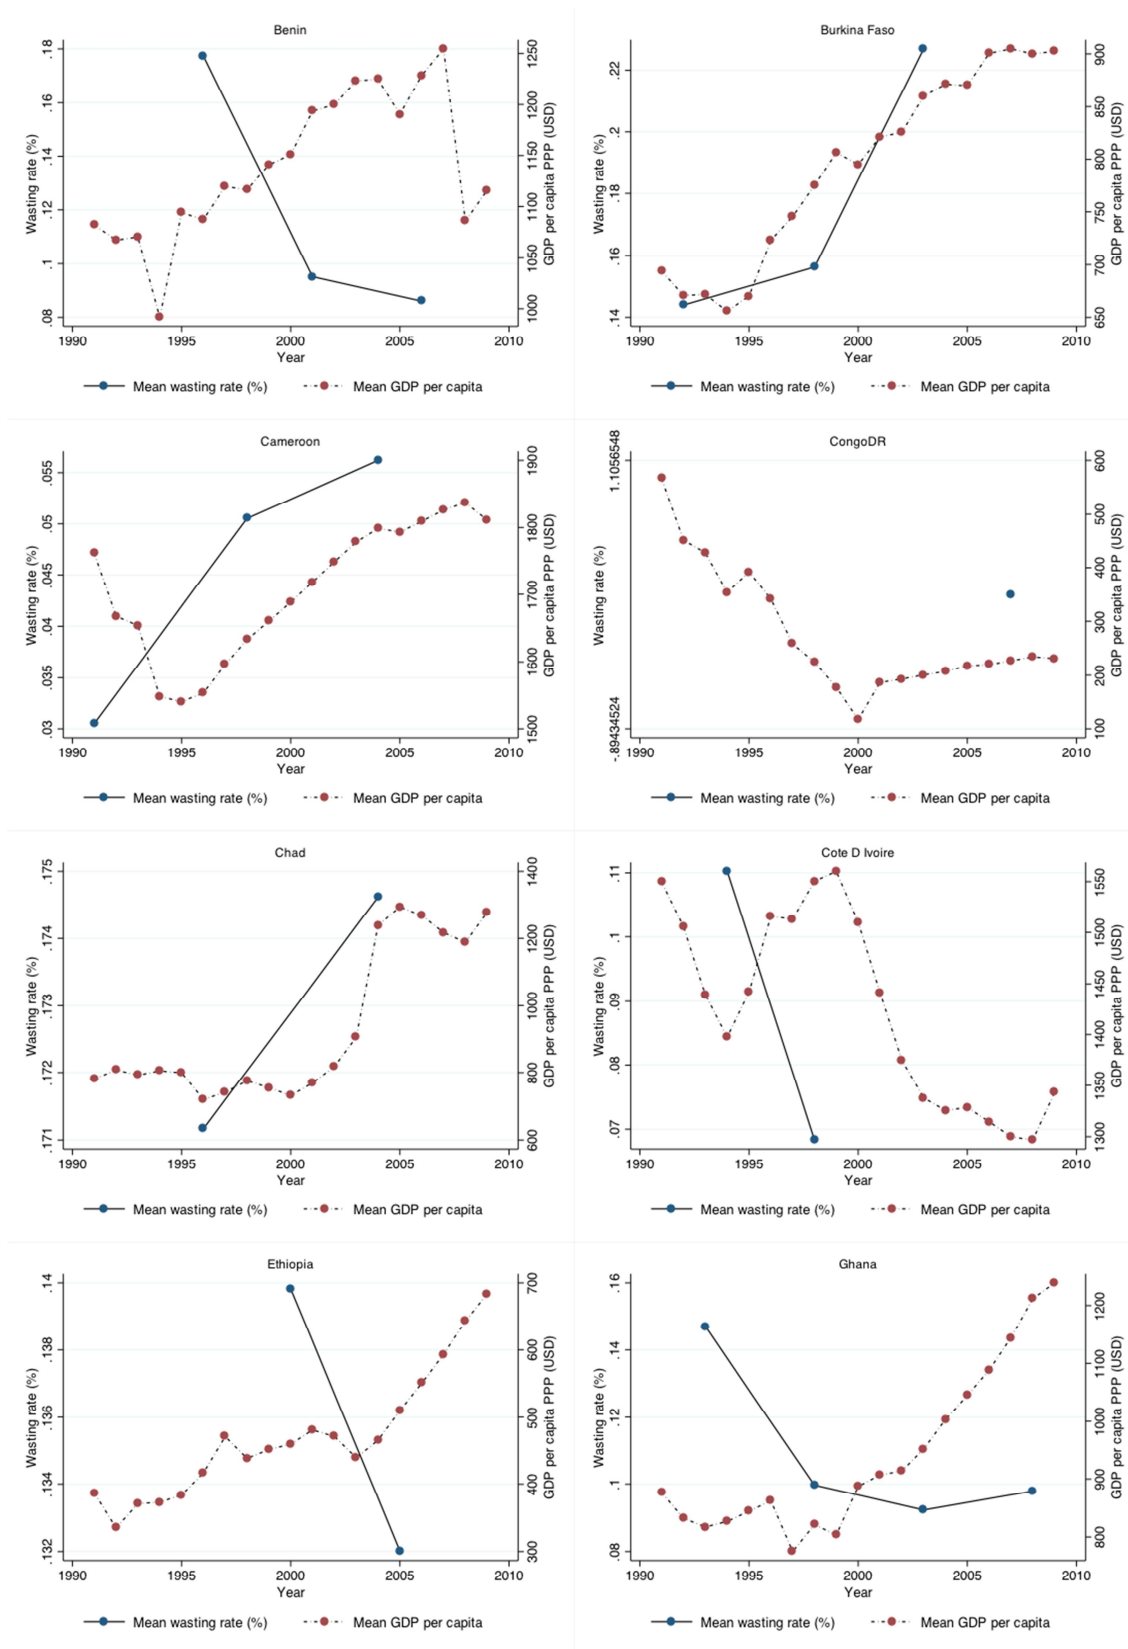 Benin
Wasting rate (%)
.08 .1 .12 .14 .16 .18
1000 1050 1100 1150 1200 1250
GDP per capita PPP (USD)
1990 1995 2000 2005 2010
Year
Mean wasting rate (%) Mean GDP per capita
Burkina Faso
Wasting rate (%)
.14 .16 .18 .2 .22
650 700 750 800 850 900
GDP per capita PPP (USD)
1990 1995 2000 2005 2010
Year
Mean wasting rate (%) Mean GDP per capita
Cameroon
Wasting rate (%)
.03 .035 .04 .045 .05 .055
1500 1600 1700 1800 1900
GDP per capita PPP (USD)
1990 1995 2000 2005 2010
Year
Mean wasting rate (%) Mean GDP per capita
CongoDR
Wasting rate (%)
-.89434524 1.1056548
100 200 300 400 500 600
GDP per capita PPP (USD)
1990 1995 2000 2005 2010
Year
Mean wasting rate (%) Mean GDP per capita
Chad
Wasting rate (%)
.171 .172 .173 .174 .175
600 800 1000 1200 1400
GDP per capita PPP (USD)
1990 1995 2000 2005 2010
Year
Mean wasting rate (%) Mean GDP per capita
Cote D Ivoire
Wasting rate (%)
.07 .08 .09 .1 .11
1300 1350 1400 1450 1500 1550
GDP per capita PPP (USD)
1990 1995 2000 2005 2010
Year
Mean wasting rate (%) Mean GDP per capita
Ethiopia
Wasting rate (%)
.132 .134 .136 .138 .14
300 400 500 600 700
GDP per capita PPP (USD)
1990 1995 2000 2005 2010
Year
Mean wasting rate (%) Mean GDP per capita
Ghana
Wasting rate (%)
.08 .1 .12 .14 .16
800 900 1000 1100 1200
GDP per capita PPP (USD)
1990 1995 2000 2005 2010
Year
Mean wasting rate (%) Mean GDP per capita